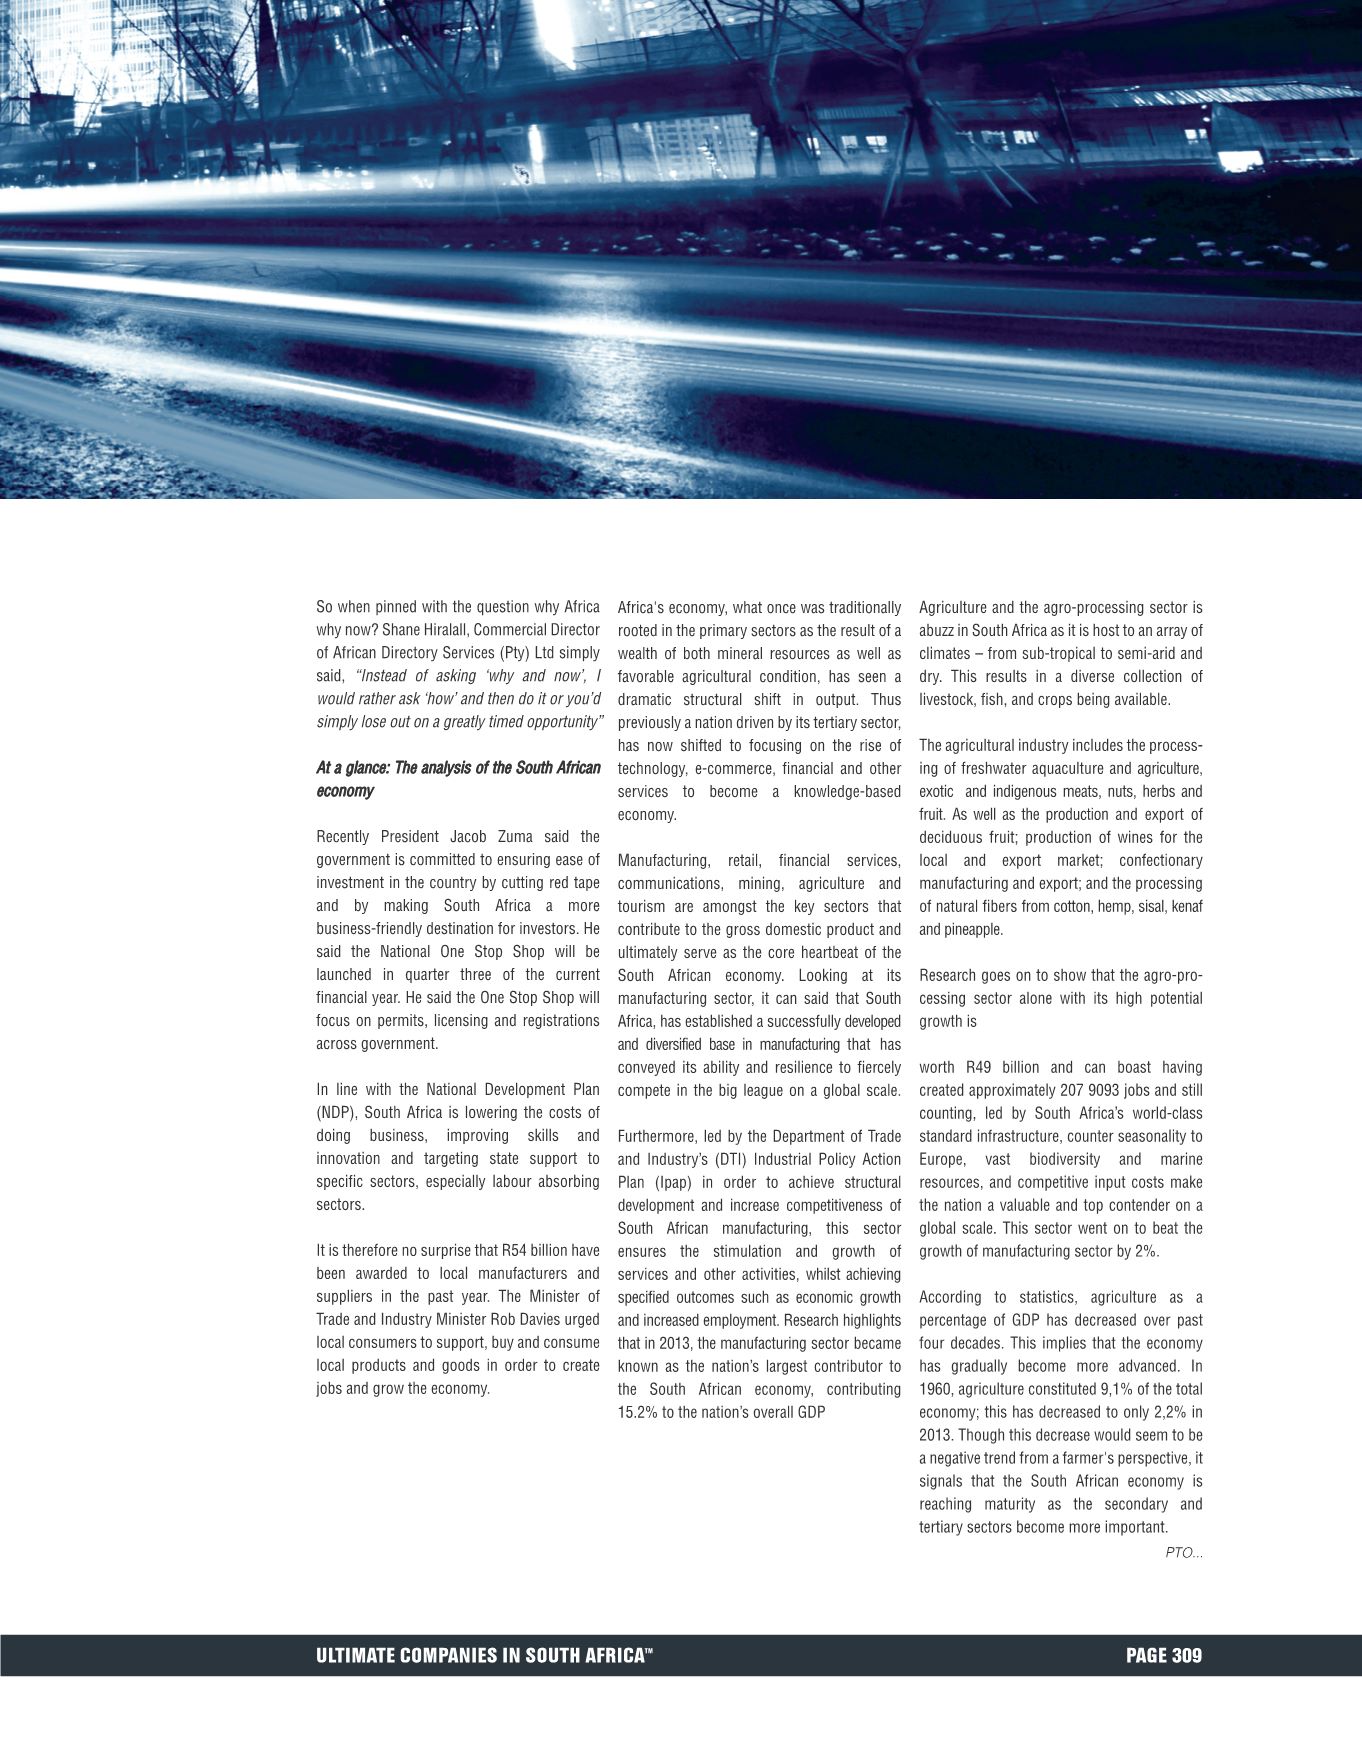 So when pinned with the question why Africa
why now? Shane Hiralall, Commercial Director
of African Directory Services (Pty) Ltd simply
said, “Instead of asking ‘why and now’, I
would rather ask ‘how’ and then do it or you’d
simply lose out on a greatly timed opportunity”
At a glance: The analysis of the South African
economy
Recently President Jacob Zuma said the
government is committed to ensuring ease of
investment in the country by cutting red tape
and by making South Africa a more
business-friendly destination for investors. He
said the National One Stop Shop will be
launched in quarter three of the current
financial year. He said the One Stop Shop will
focus on permits, licensing and registrations
across government.
In line with the National Development Plan
(NDP), South Africa is lowering the costs of
doing business, improving skills and
innovation and targeting state support to
specific sectors, especially labour absorbing
sectors.
It is therefore no surprise that R54 billion have
been awarded to local manufacturers and
suppliers in the past year. The Minister of
Trade and Industry Minister Rob Davies urged
local consumers to support, buy and consume
local products and goods in order to create
jobs and grow the economy.
Africa's economy, what once was traditionally
rooted in the primary sectors as the result of a
wealth of both mineral resources as well as
favorable agricultural condition, has seen a
dramatic structural shift in output. Thus
previously a nation driven by its tertiary sector,
has now shifted to focusing on the rise of
technology, e-commerce, financial and other
services to become a knowledge-based
economy.
Manufacturing, retail, financial services,
communications, mining, agriculture and
tourism are amongst the key sectors that
contribute to the gross domestic product and
ultimately serve as the core heartbeat of the
South African economy. Looking at its
manufacturing sector, it can said that South
Africa, has established a successfully developed
and diversified base in manufacturing that has
conveyed its ability and resilience to fiercely
compete in the big league on a global scale.
Furthermore, led by the Department of Trade
and Industry’s (DTI) Industrial Policy Action
Plan (Ipap) in order to achieve structural
development and increase competitiveness of
South African manufacturing, this sector
ensures the stimulation and growth of
services and other activities, whilst achieving
specified outcomes such as economic growth
and increased employment. Research highlights
that in 2013, the manufacturing sector became
known as the nation’s largest contributor to
the South African economy, contributing
15.2% to the nation’s overall GDP
Agriculture and the agro-processing sector is
abuzz in South Africa as it is host to an array of
climates – from sub-tropical to semi-arid and
dry. This results in a diverse collection of
livestock, fish, and crops being available.
The agricultural industry includes the process-
ing of freshwater aquaculture and agriculture,
exotic and indigenous meats, nuts, herbs and
fruit. As well as the production and export of
deciduous fruit; production of wines for the
local and export market; confectionary
manufacturing and export; and the processing
of natural fibers from cotton, hemp, sisal, kenaf
and pineapple.
Research goes on to show that the agro-pro-
cessing sector alone with its high potential
growth is
worth R49 billion and can boast having
created approximately 207 9093 jobs and still
counting, led by South Africa’s world-class
standard infrastructure, counter seasonality to
Europe, vast biodiversity and marine
resources, and competitive input costs make
the nation a valuable and top contender on a
global scale. This sector went on to beat the
growth of manufacturing sector by 2%.
According to statistics, agriculture as a
percentage of GDP has decreased over past
four decades. This implies that the economy
has gradually become more advanced. In
1960, agriculture constituted 9,1% of the total
economy; this has decreased to only 2,2% in
2013. Though this decrease would seem to be
a negative trend from a farmer's perspective, it
signals that the South African economy is
reaching maturity as the secondary and
tertiary sectors become more important.
PTO...
ULTIMATE COMPANIES IN SOUTH AFRICA™
PAGE 309